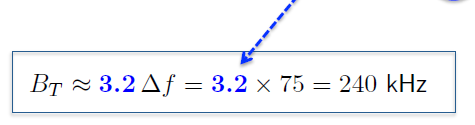 B_T ≈ 3.2 Δf = 3.2 × 75 = 240 kHz